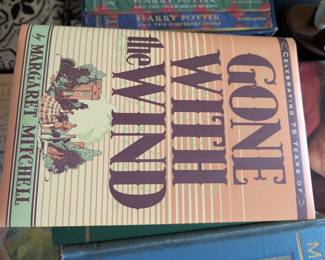 HARRY POTTER
HARRY POTTER
CELEBRATING 75 YEARS OF
GONE
WITH
the
WIND
by MARGARET MITCHELL
M